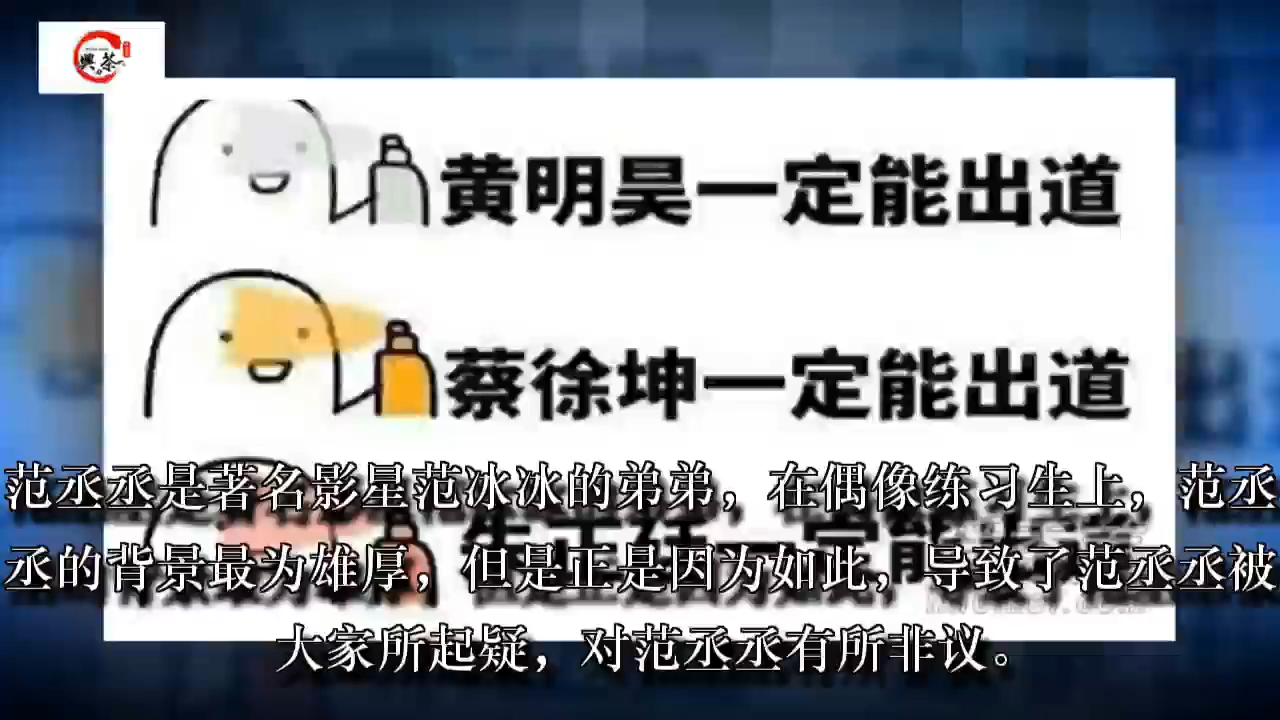 興茶
黄明昊一定能出道
蔡徐坤一定能出道
范丞丞是著名影星范冰冰的弟弟，在偶像练习生上，范丞
丞的背景最为雄厚，但是正是因为如此，导致了范丞丞被
大家所起疑，对范丞丞有所非议。